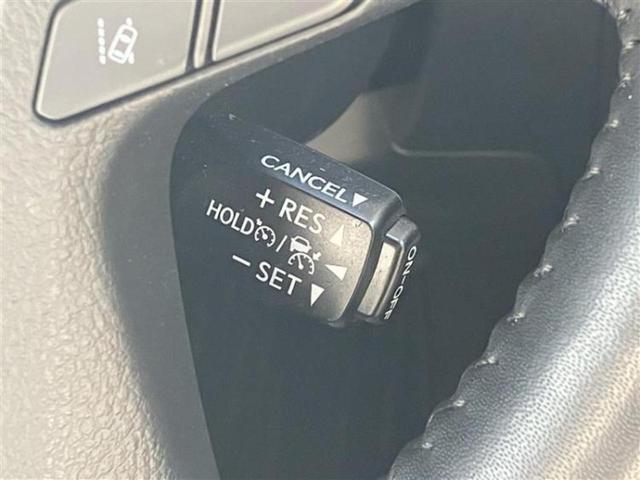 CANCEL▼
+ RES ▲
HOLD / ◀
− SET ▼
ON-OFF